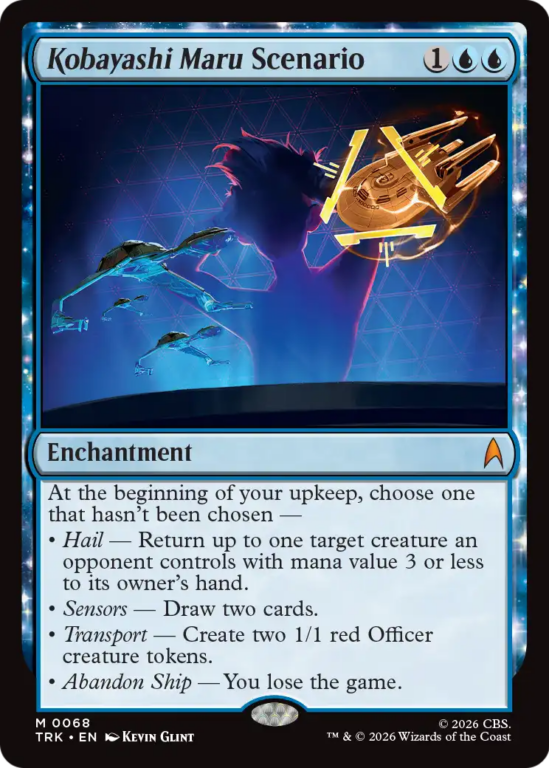 Kobayashi Maru Scenario 1
Enchantment
At the beginning of your upkeep, choose one
that hasn't been chosen —
• Hail — Return up to one target creature an
opponent controls with mana value 3 or less
to its owner's hand.
• Sensors — Draw two cards.
• Transport — Create two 1/1 red Officer
creature tokens.
• Abandon Ship — You lose the game.
M 0068
TRK • EN Kevin Glint
© 2026 CBS.
™ & © 2026 Wizards of the Coast